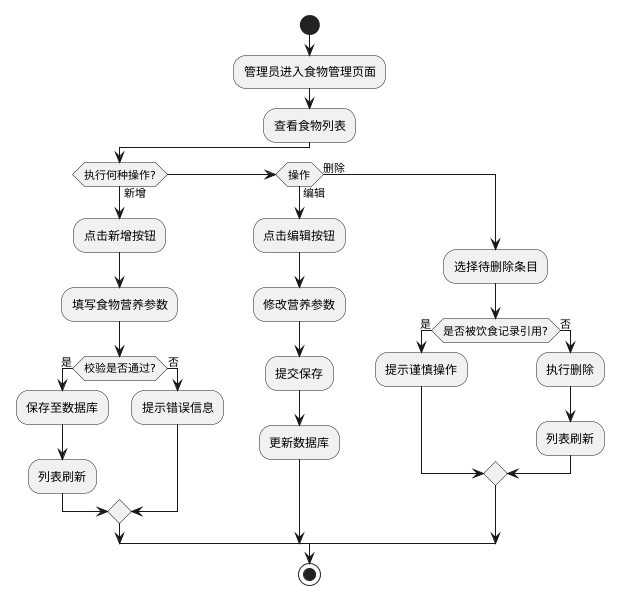 管理员进入食物管理页面
查看食物列表
执行何种操作?
新增
点击新增按钮
填写食物营养参数
校验是否通过?
是
否
保存至数据库
提示错误信息
列表刷新
操作
编辑
删除
点击编辑按钮
修改营养参数
提交保存
更新数据库
选择待删除条目
是否被饮食记录引用?
是
否
提示谨慎操作
执行删除
列表刷新